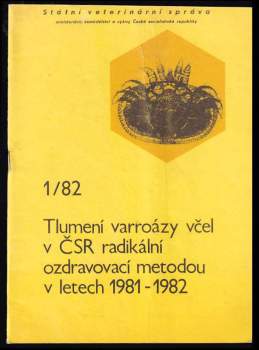 Státní veterinární správa
ministerstva zemědělství a výživy České socialistické republiky
1/82
Tlumení varroázy včel
v ČSR radikální
ozdravovací metodou
v letech 1981-1982